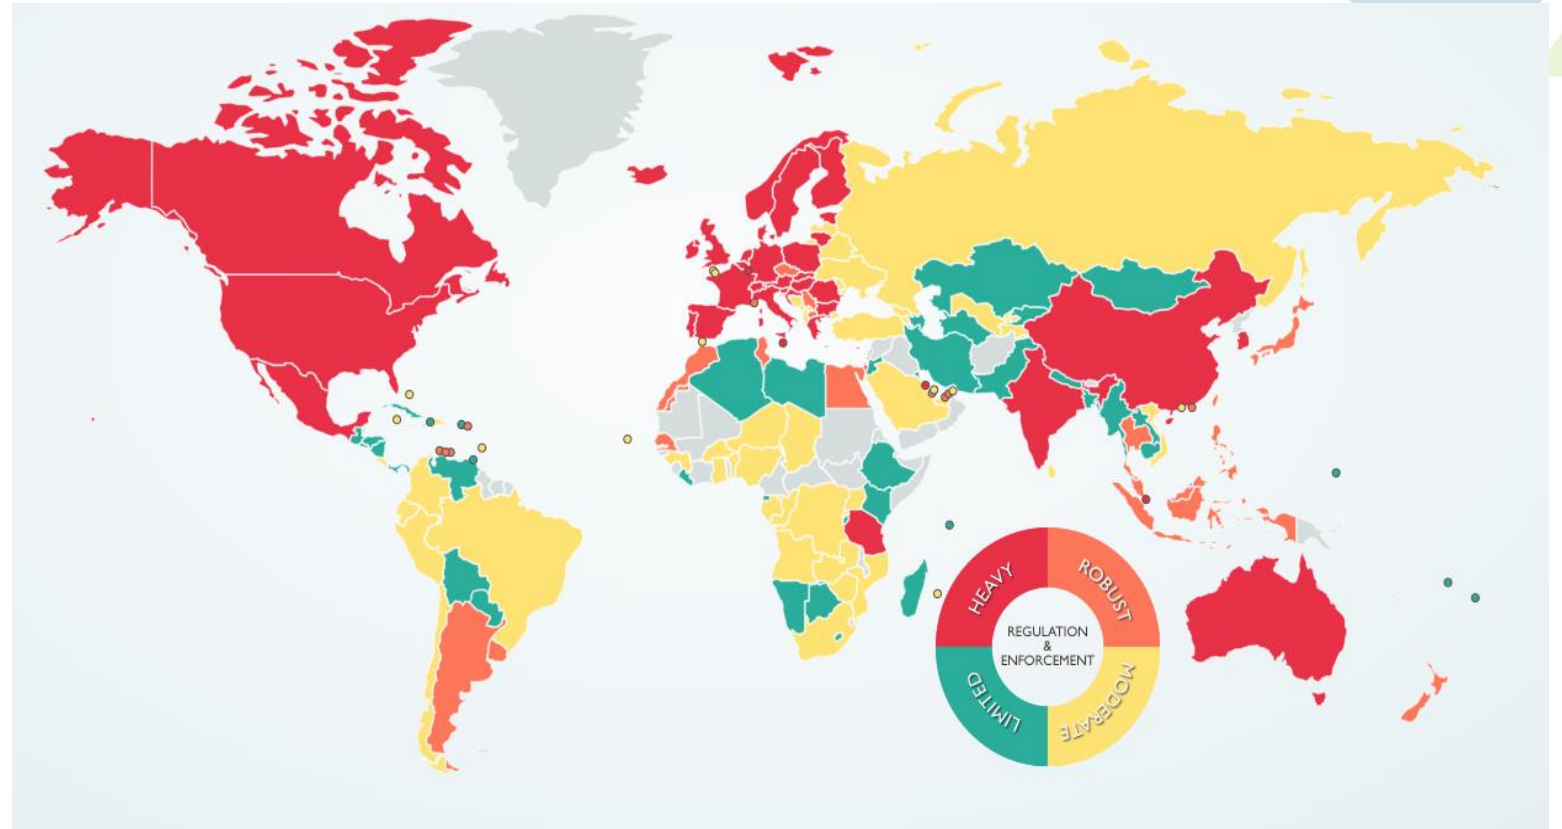 HEAVY
ROBUST
REGULATION
&
ENFORCEMENT
LIMITED
MODERATE